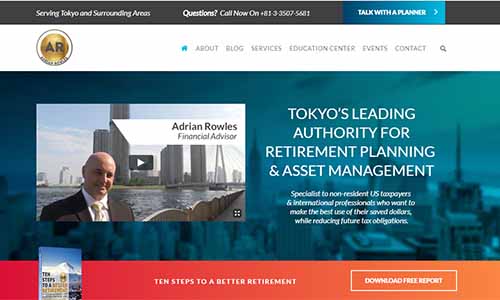 Serving Tokyo and Surrounding Areas
Questions? Call Now On +81-3-3507-5681
TALK WITH A PLANNER
AR
ABOUT BLOG SERVICES EDUCATION CENTER EVENTS CONTACT
Adrian Rowles
Financial Advisor
TOKYO'S LEADING
AUTHORITY FOR
RETIREMENT PLANNING
& ASSET MANAGEMENT
Specialist to non-resident US taxpayers
& international professionals who want to
make the best use of their saved dollars,
while reducing future tax obligations.
TEN STEPS
TO A BETTER
RETIREMENT
TEN STEPS TO A BETTER RETIREMENT
DOWNLOAD FREE REPORT